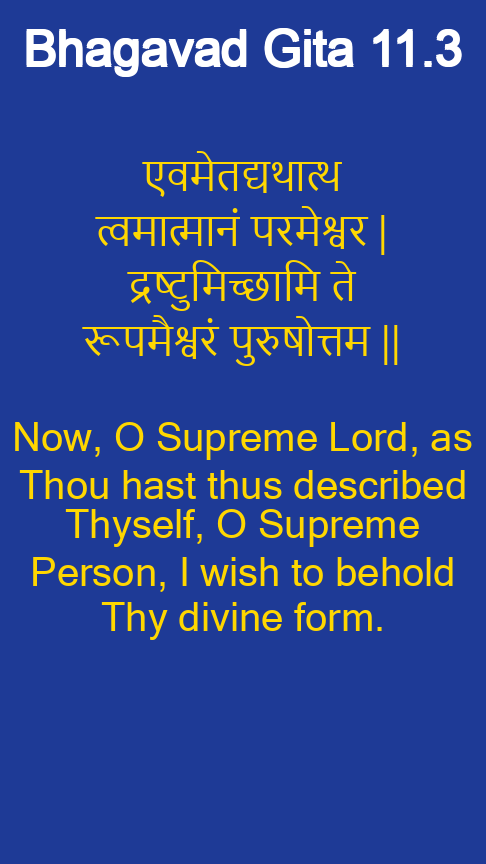 Bhagavad Gita 11.3
एवमेतद्यथात्थ
त्वमात्मानं परमेश्वर |
द्रष्टुमिच्छामि ते
रूपमैश्वरं पुरुषोत्तम ||
Now, O Supreme Lord, as
Thou hast thus described
Thyself, O Supreme
Person, I wish to behold
Thy divine form.